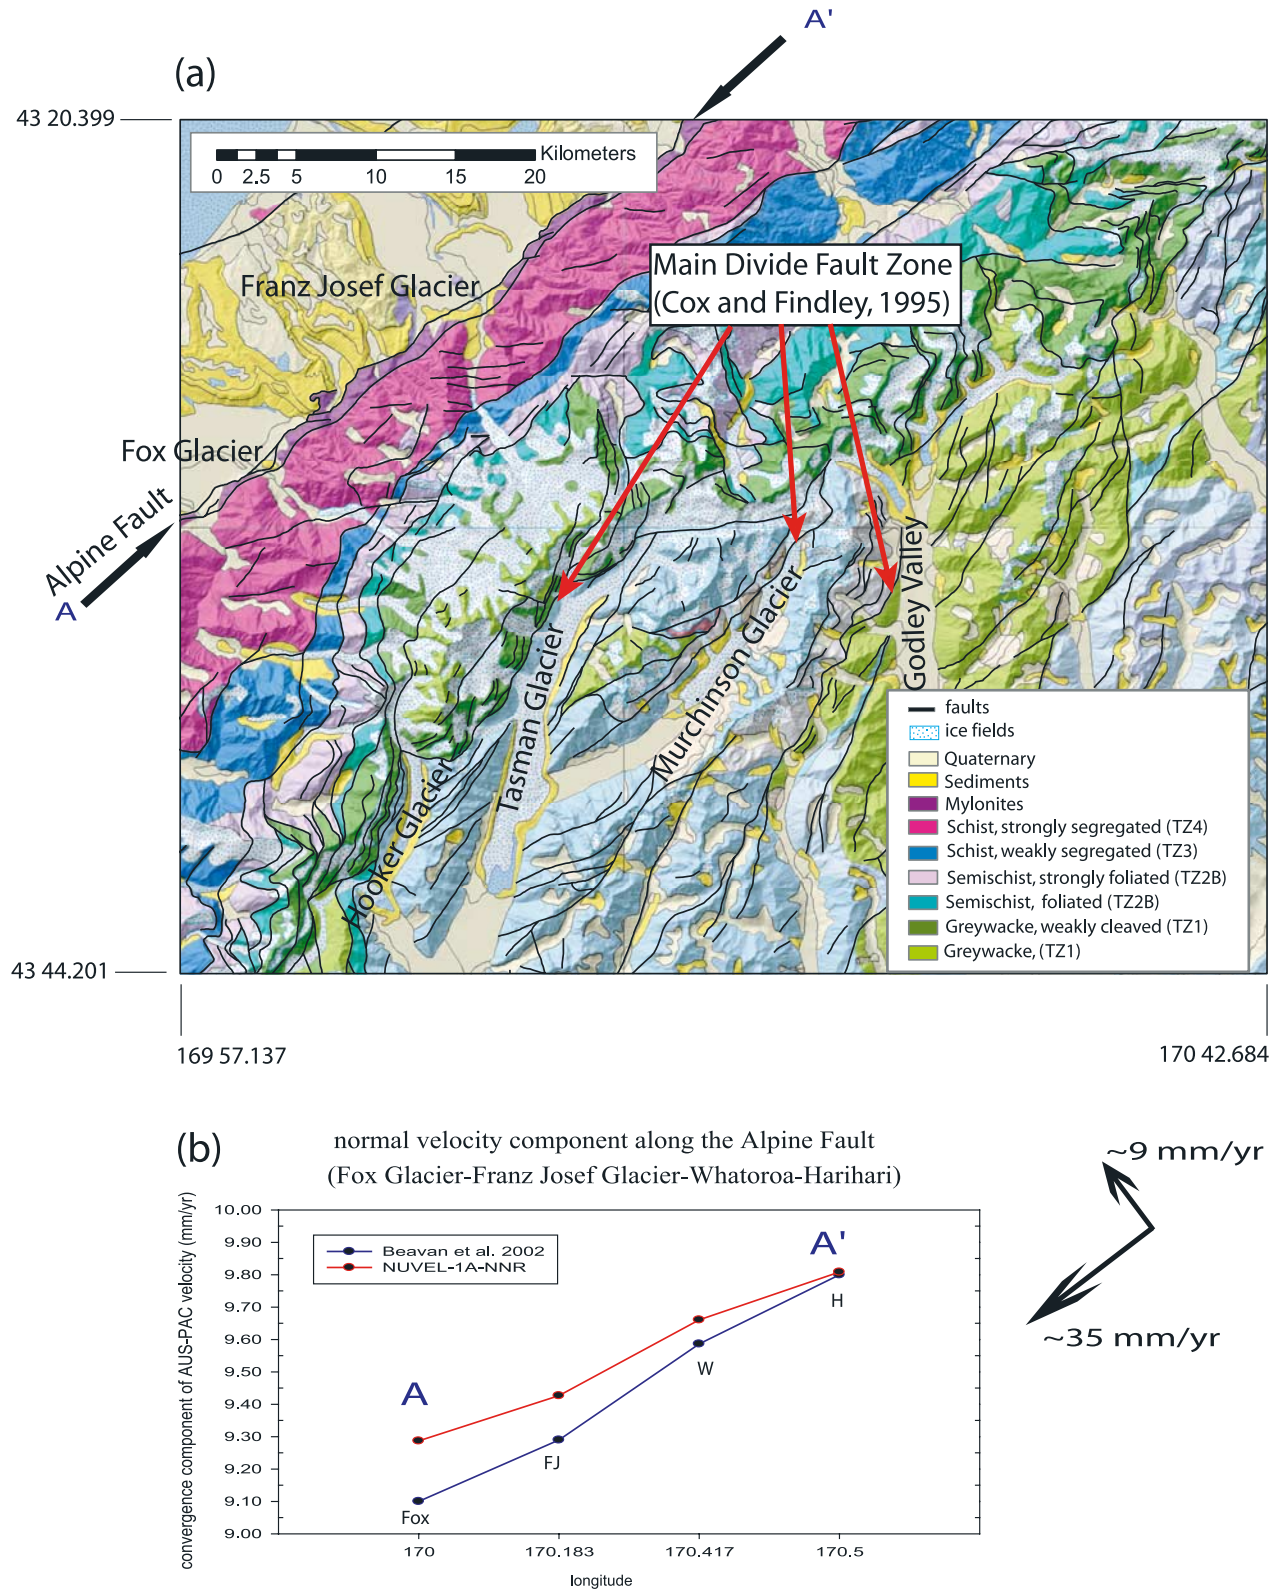 A'
(a)
43 20.399
Kilometers
0 2.5 5 10 15 20
Main Divide Fault Zone
(Cox and Findley, 1995)
Franz Josef Glacier
Fox Glacier
Alpine Fault
A
Godley Valley
Murchinson Glacier
Tasman Glacier
Hooker Glacier
faults
ice fields
Quaternary
Sediments
Mylonites
Schist, strongly segregated (TZ4)
Schist, weakly segregated (TZ3)
Semischist, strongly foliated (TZ2B)
Semischist, foliated (TZ2B)
Greywacke, weakly cleaved (TZ1)
Greywacke, (TZ1)
43 44.201
169 57.137
170 42.684
(b)
normal velocity component along the Alpine Fault
(Fox Glacier-Franz Josef Glacier-Whatoroa-Harihari)
~9 mm/yr
~35 mm/yr
convergence component of AUS-PAC velocity (mm/yr)
10.00
9.90
9.80
9.70
9.60
9.50
9.40
9.30
9.20
9.10
9.00
Beavan et al. 2002
NUVEL-1A-NNR
A
A'
Fox
FJ
W
H
170 170.183 170.417 170.5
longitude